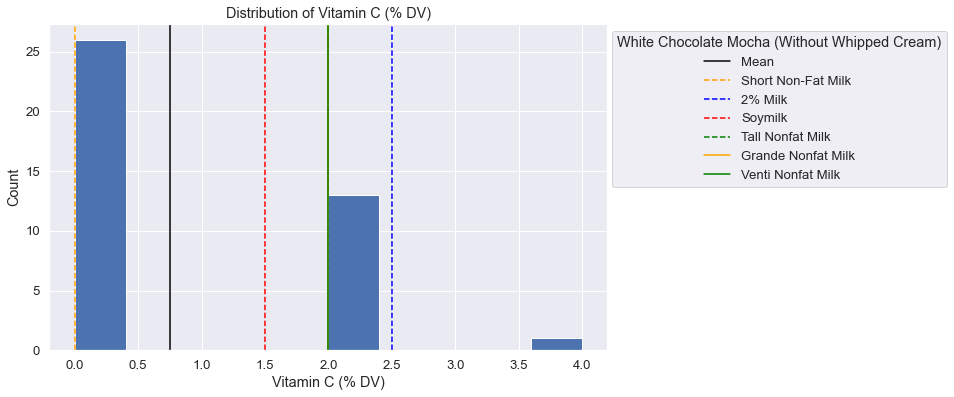 Distribution of Vitamin C (% DV)
Count
25
20
15
10
5
0
0.0 0.5 1.0 1.5 2.0 2.5 3.0 3.5 4.0
Vitamin C (% DV)
White Chocolate Mocha (Without Whipped Cream)
Mean
Short Non-Fat Milk
2% Milk
Soymilk
Tall Nonfat Milk
Grande Nonfat Milk
Venti Nonfat Milk